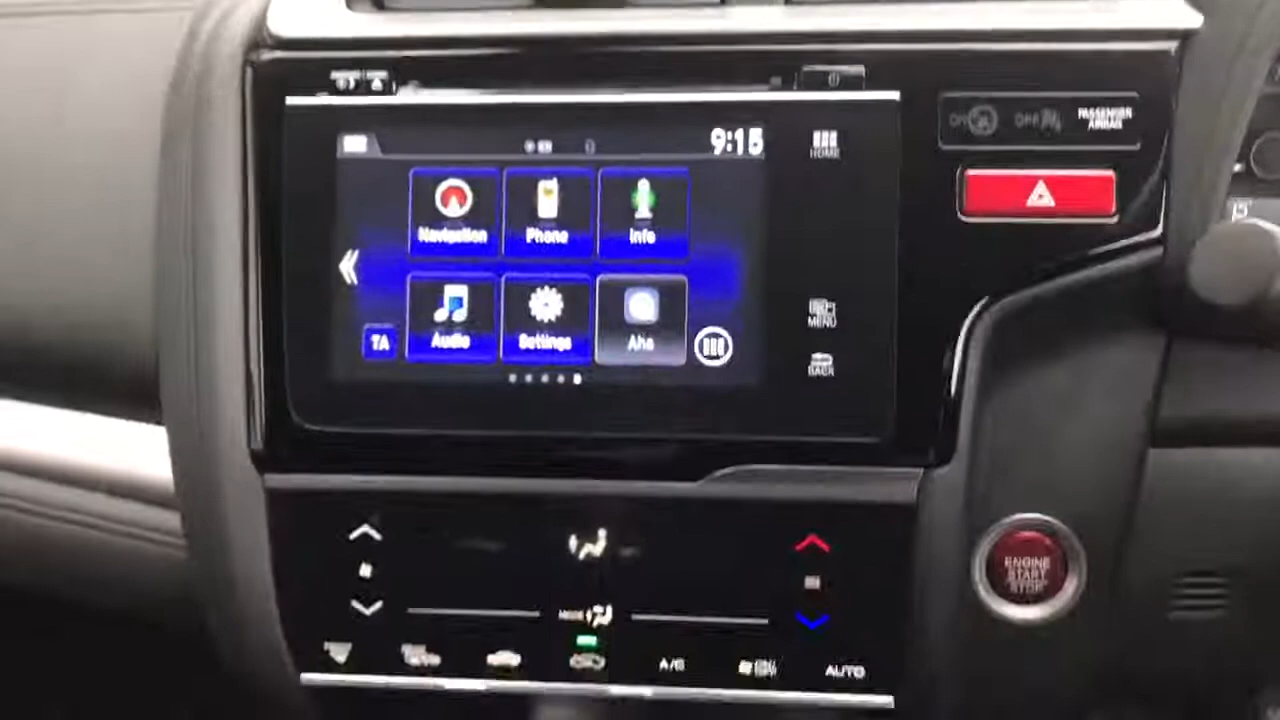 9:15
HOME
Navigation
Phone
Info
TA
Audio
Settings
Aha
MENU
BACK
OFF
PASSENGER
AIRBAG
ENGINE
START
STOP
MODE
A/C
AUTO